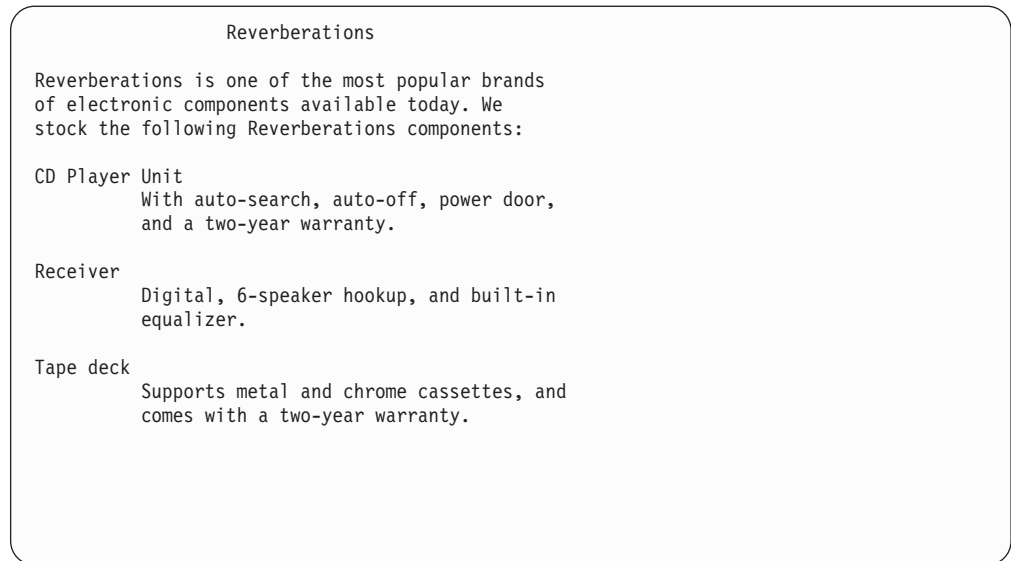 Reverberations
Reverberations is one of the most popular brands
of electronic components available today. We
stock the following Reverberations components:
CD Player Unit
With auto-search, auto-off, power door,
and a two-year warranty.
Receiver
Digital, 6-speaker hookup, and built-in
equalizer.
Tape deck
Supports metal and chrome cassettes, and
comes with a two-year warranty.